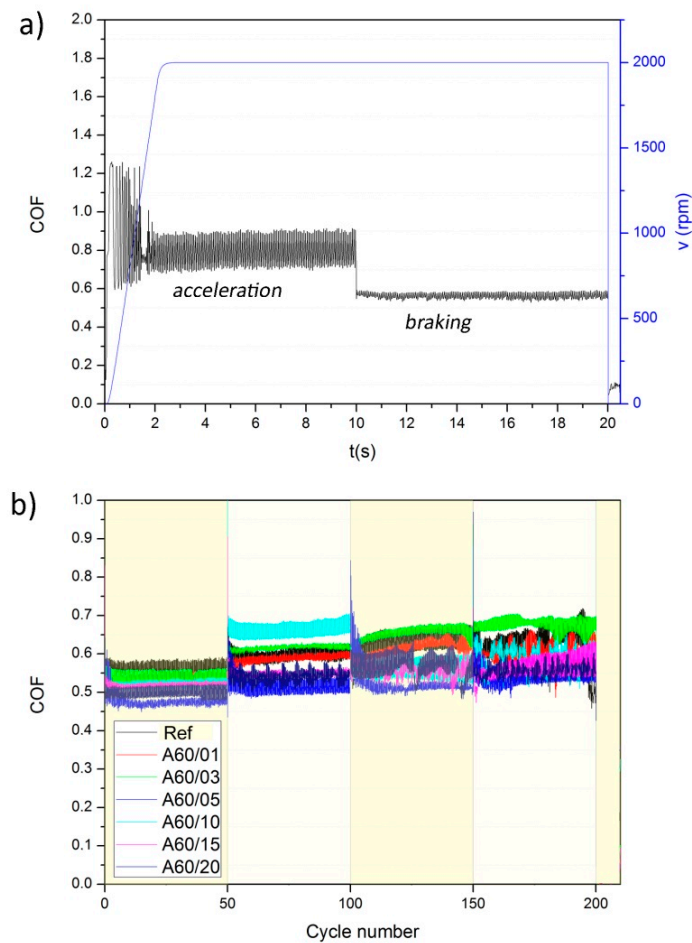 a)
2.0
1.8
1.6
1.4
1.2
1.0
0.8
0.6
0.4
0.2
0.0
COF
acceleration
braking
2000
1500
1000
500
0
v (rpm)
0 2 4 6 8 10 12 14 16 18 20
t(s)
b)
1.0
0.9
0.8
0.7
0.6
0.5
0.4
0.3
0.2
0.1
0.0
COF
Ref
A60/01
A60/03
A60/05
A60/10
A60/15
A60/20
0 50 100 150 200
Cycle number